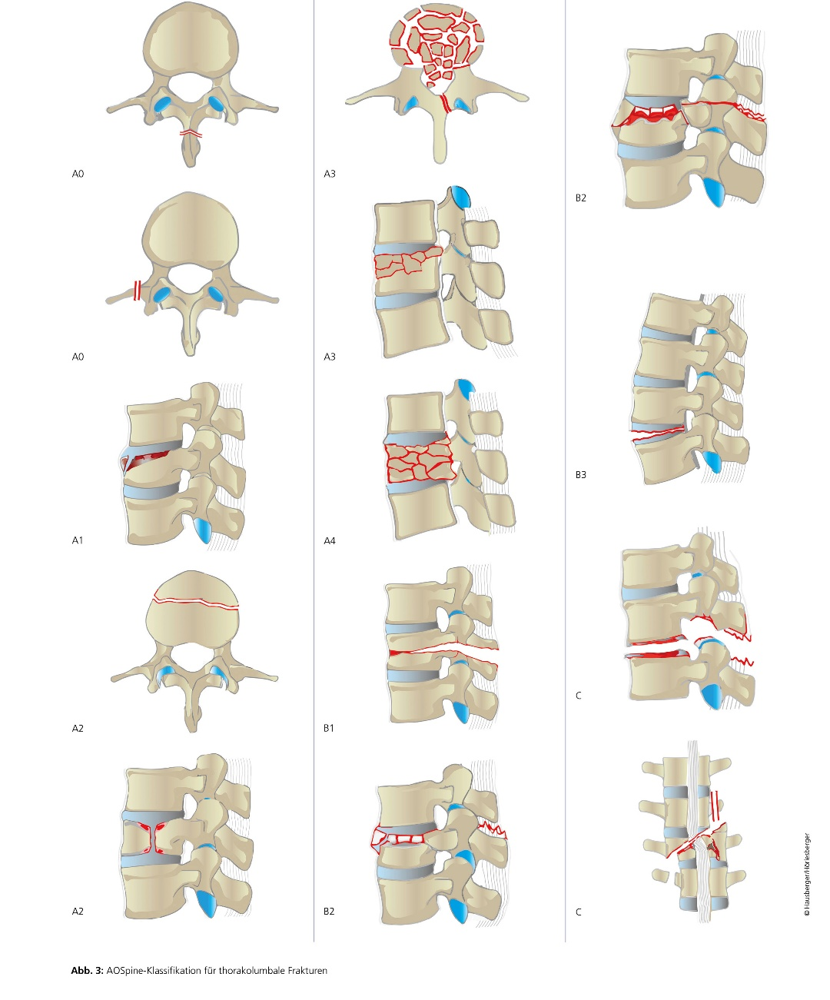 A0
A0
A1
A2
A2
A3
A3
A4
B1
B2
B2
B3
C
C
© Hausberger/Hörlesberger
Abb. 3: AOSpine-Klassifikation für thorakolumbale Frakturen